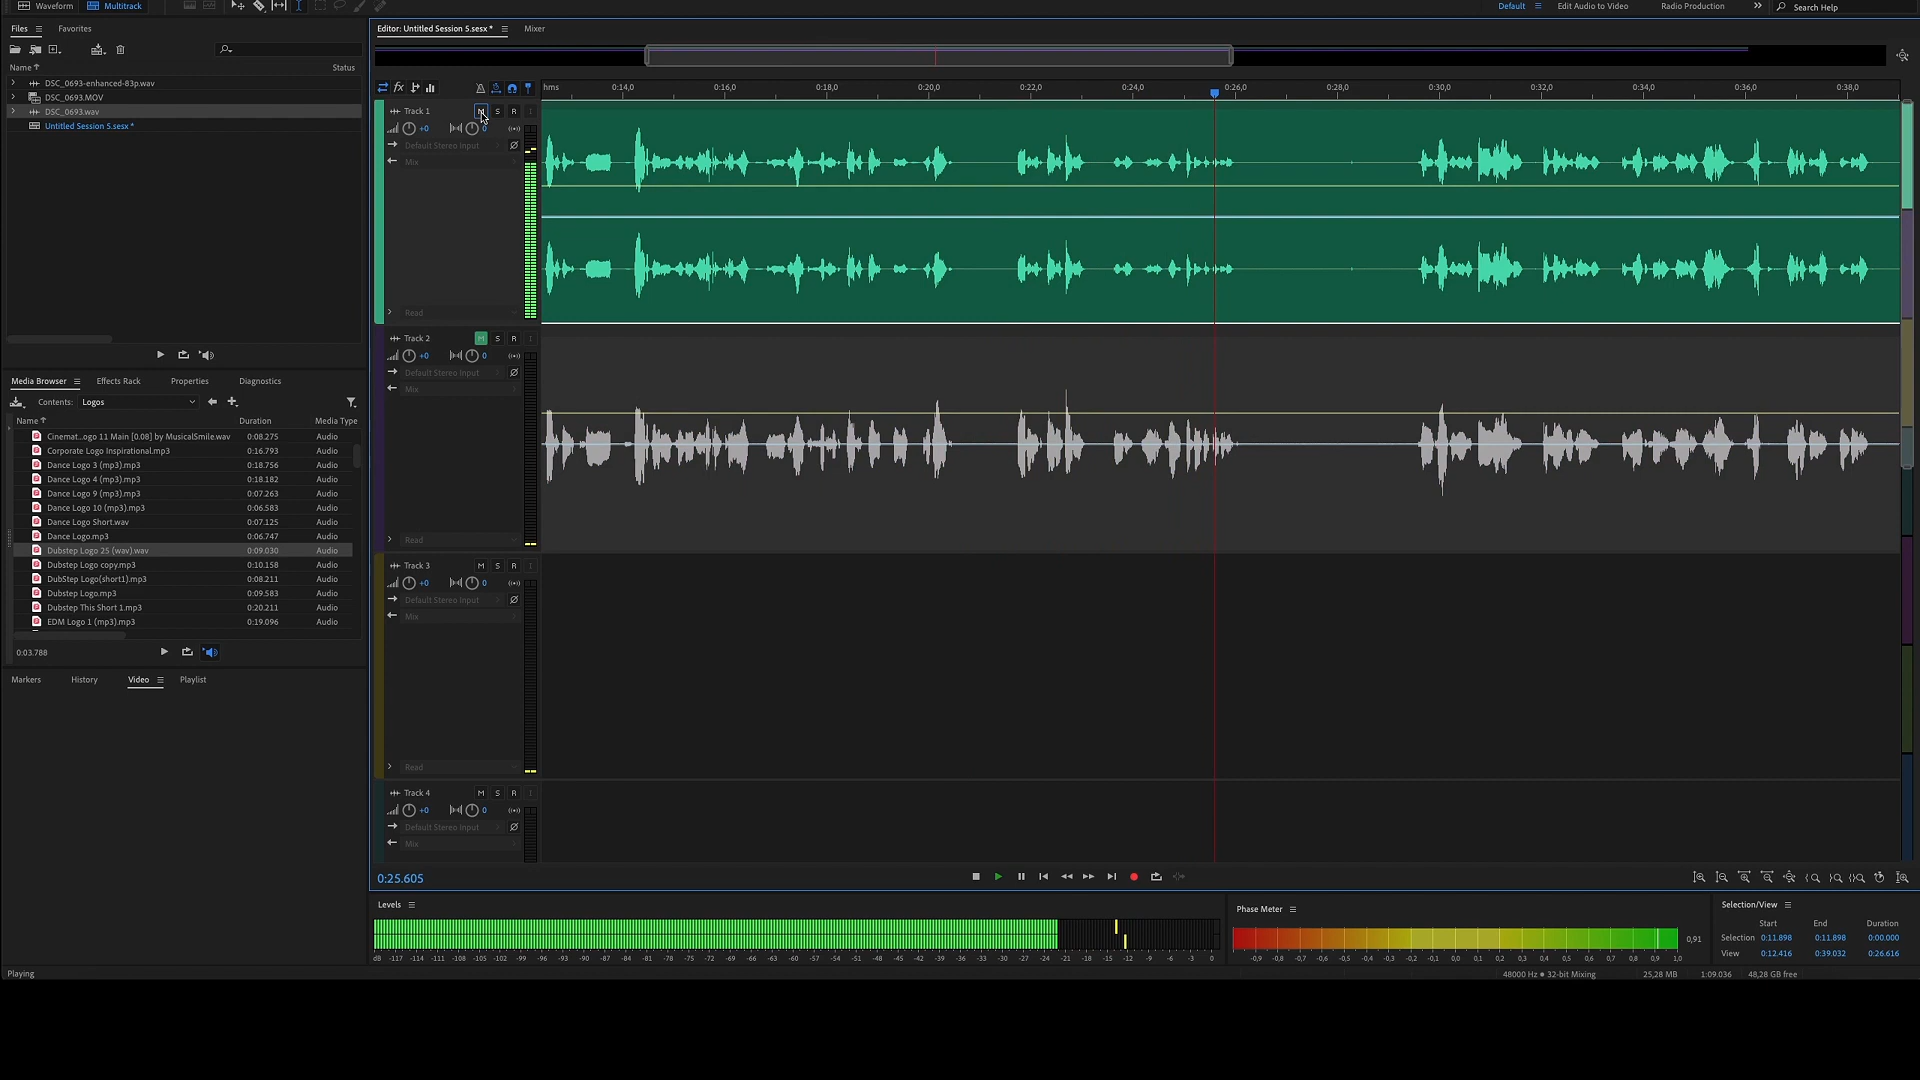 Waveform Multitrack Default Edit Audio to Video Radio Production Search Help
Files Favorites
Name Status
DSC_0693-enhanced-83p.wav
DSC_0693.MOV
DSC_0693.wav
Untitled Session 5.sesx *
Media Browser Effects Rack Properties Diagnostics
Contents: Logos
Name Duration Media Type
Cinemat...ogo 11 Main [0.08] by MusicalSmile.wav 0:08.275 Audio
Corporate Logo Inspirational.mp3 0:16.793 Audio
Dance Logo 3 (mp3).mp3 0:18.756 Audio
Dance Logo 4 (mp3).mp3 0:18.182 Audio
Dance Logo 9 (mp3).mp3 0:07.263 Audio
Dance Logo 10 (mp3).mp3 0:06.583 Audio
Dance Logo Short.wav 0:07.125 Audio
Dance Logo.mp3 0:06.747 Audio
Dubstep Logo 25 (wav).wav 0:09.030 Audio
Dubstep Logo copy.mp3 0:10.158 Audio
DubStep Logo(short1).mp3 0:08.211 Audio
Dubstep Logo.mp3 0:09.583 Audio
Dubstep This Short 1.mp3 0:20.211 Audio
EDM Logo 1 (mp3).mp3 0:19.096 Audio
0:03.788
Markers History Video Playlist
Editor: Untitled Session 5.sesx * Mixer
fx hms 0:14,0 0:16,0 0:18,0 0:20,0 0:22,0 0:24,0 0:26,0 0:28,0 0:30,0 0:32,0 0:34,0 0:36,0 0:38,0
Track 1 M S R I
+0 0
Default Stereo Input
Mix
Read
Track 2 M S R I
+0 0
Default Stereo Input
Mix
Read
Track 3 M S R I
+0 0
Default Stereo Input
Mix
Read
Track 4 M S R I
+0 0
Default Stereo Input
Mix
0:25.605
Levels
dB -117 -114 -111 -108 -105 -102 -99 -96 -93 -90 -87 -84 -81 -78 -75 -72 -69 -66 -63 -60 -57 -54 -51 -48 -45 -42 -39 -36 -33 -30 -27 -24 -21 -18 -15 -12 -9 -6 -3 0
Phase Meter
0,91
-0,9 -0,8 -0,7 -0,6 -0,5 -0,4 -0,3 -0,2 -0,1 0,0 0,1 0,2 0,3 0,4 0,5 0,6 0,7 0,8 0,9 1,0
Selection/View
Start End Duration
Selection 0:11.898 0:11.898 0:00.000
View 0:12.416 0:39.032 0:26.616
Playing 48000 Hz ● 32-bit Mixing 25,28 MB 1:09.036 48,28 GB free